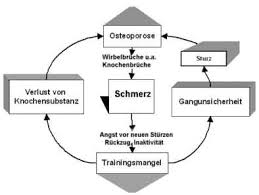 Osteoporose
Wirbelbrüche u.a.
Knochenbrüche
Sturz
Verlust von
Knochensubstanz
Schmerz
Gangunsicherheit
Angst vor neuen Stürzen
Rückzug, Inaktivität
Trainingsmangel